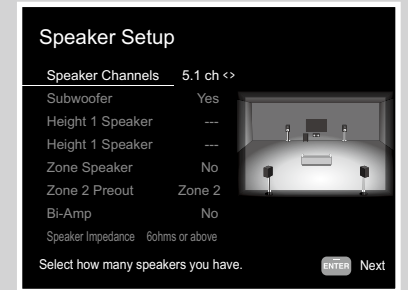 Speaker Setup
Speaker Channels 5.1 ch <>
Subwoofer Yes
Height 1 Speaker ---
Height 1 Speaker ---
Zone Speaker No
Zone 2 Preout Zone 2
Bi-Amp No
Speaker Impedance 6ohms or above
Select how many speakers you have. ENTER Next